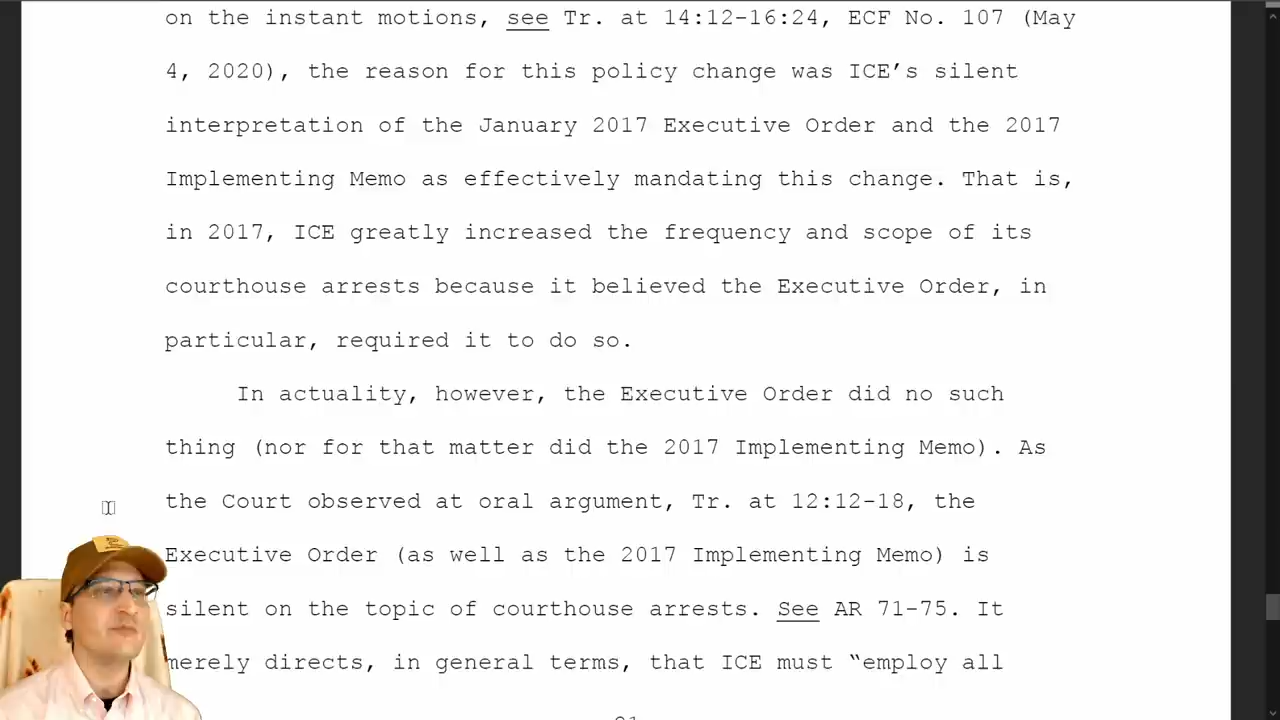 on the instant motions, see Tr. at 14:12-16:24, ECF No. 107 (May
4, 2020), the reason for this policy change was ICE’s silent
interpretation of the January 2017 Executive Order and the 2017
Implementing Memo as effectively mandating this change. That is,
in 2017, ICE greatly increased the frequency and scope of its
courthouse arrests because it believed the Executive Order, in
particular, required it to do so.
In actuality, however, the Executive Order did no such
thing (nor for that matter did the 2017 Implementing Memo). As
the Court observed at oral argument, Tr. at 12:12-18, the
Executive Order (as well as the 2017 Implementing Memo) is
silent on the topic of courthouse arrests. See AR 71-75. It
merely directs, in general terms, that ICE must “employ all